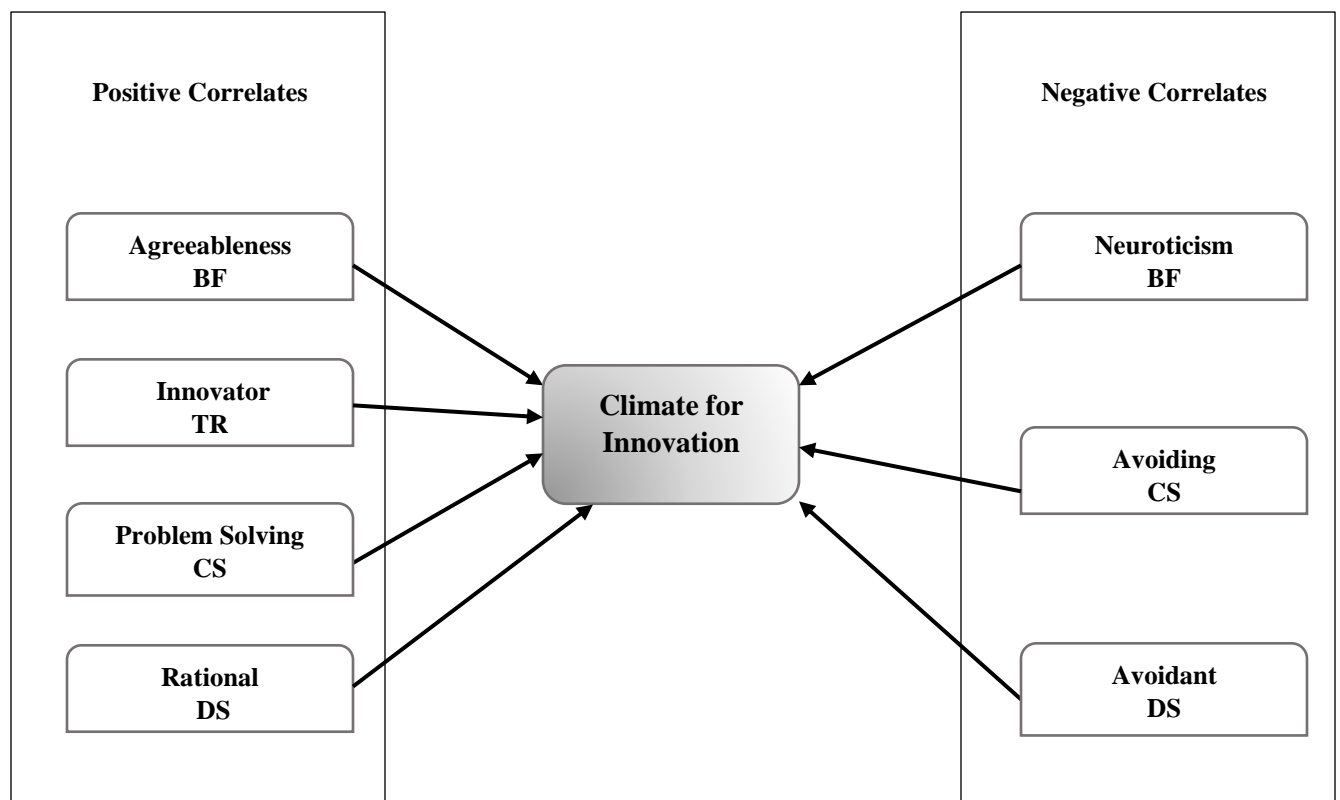 Positive Correlates
Agreeableness
BF
Innovator
TR
Problem Solving
CS
Rational
DS
Climate for
Innovation
Negative Correlates
Neuroticism
BF
Avoiding
CS
Avoidant
DS